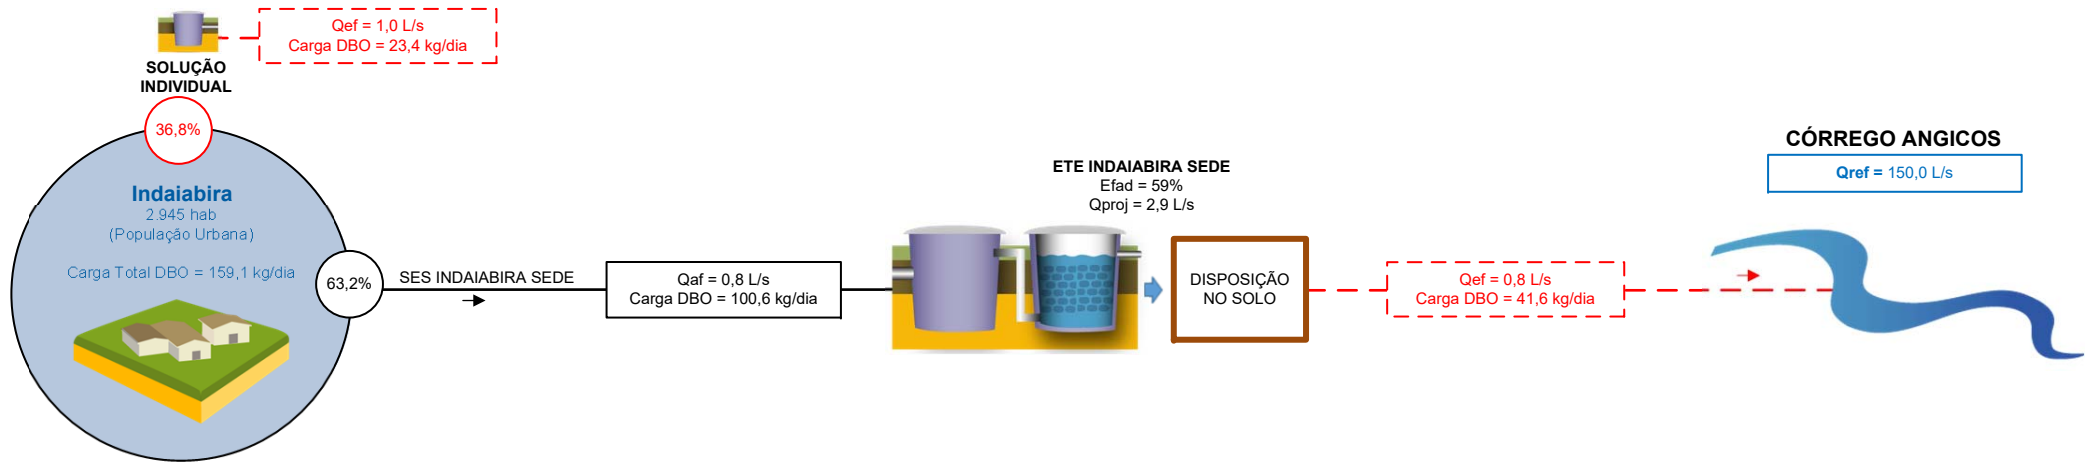 Qef = 1,0 L/s
Carga DBO = 23,4 kg/dia
SOLUÇÃO
INDIVIDUAL
36,8%
Indaiabira
2.945 hab
(População Urbana)
Carga Total DBO = 159,1 kg/dia
63,2%
SES INDAIABIRA SEDE
Qaf = 0,8 L/s
Carga DBO = 100,6 kg/dia
ETE INDAIABIRA SEDE
Efad = 59%
Qproj = 2,9 L/s
DISPOSIÇÃO
NO SOLO
Qef = 0,8 L/s
Carga DBO = 41,6 kg/dia
CÓRREGO ANGICOS
Qref = 150,0 L/s